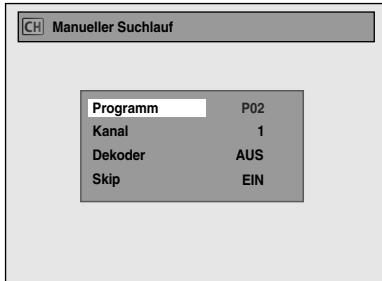 CH Manueller Suchlauf
Programm P02
Kanal 1
Dekoder AUS
Skip EIN